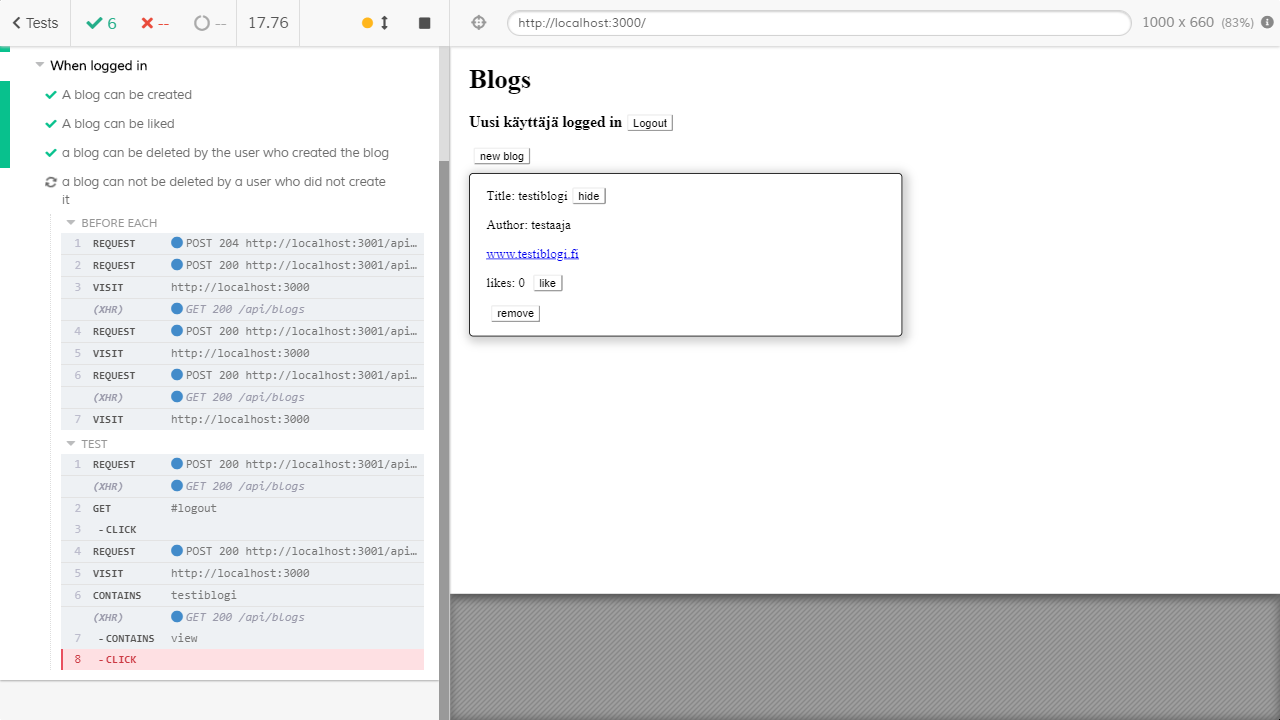 Tests
6
--
--
17.76
http://localhost:3000/
1000 x 660 (83%)
When logged in
A blog can be created
A blog can be liked
a blog can be deleted by the user who created the blog
a blog can not be deleted by a user who did not create
it
BEFORE EACH
1 REQUEST POST 204 http://localhost:3001/api…
2 REQUEST POST 200 http://localhost:3001/api…
3 VISIT http://localhost:3000
(XHR) GET 200 /api/blogs
4 REQUEST POST 200 http://localhost:3001/api…
5 VISIT http://localhost:3000
6 REQUEST POST 200 http://localhost:3001/api…
(XHR) GET 200 /api/blogs
7 VISIT http://localhost:3000
TEST
1 REQUEST POST 200 http://localhost:3001/api…
(XHR) GET 200 /api/blogs
2 GET #logout
3 -CLICK
4 REQUEST POST 200 http://localhost:3001/api…
5 VISIT http://localhost:3000
6 CONTAINS testiblogi
(XHR) GET 200 /api/blogs
7 -CONTAINS view
8 -CLICK
Blogs
Uusi käyttäjä logged in Logout
new blog
Title: testiblogi hide
Author: testaaja
www.testiblogi.fi
likes: 0 like
remove